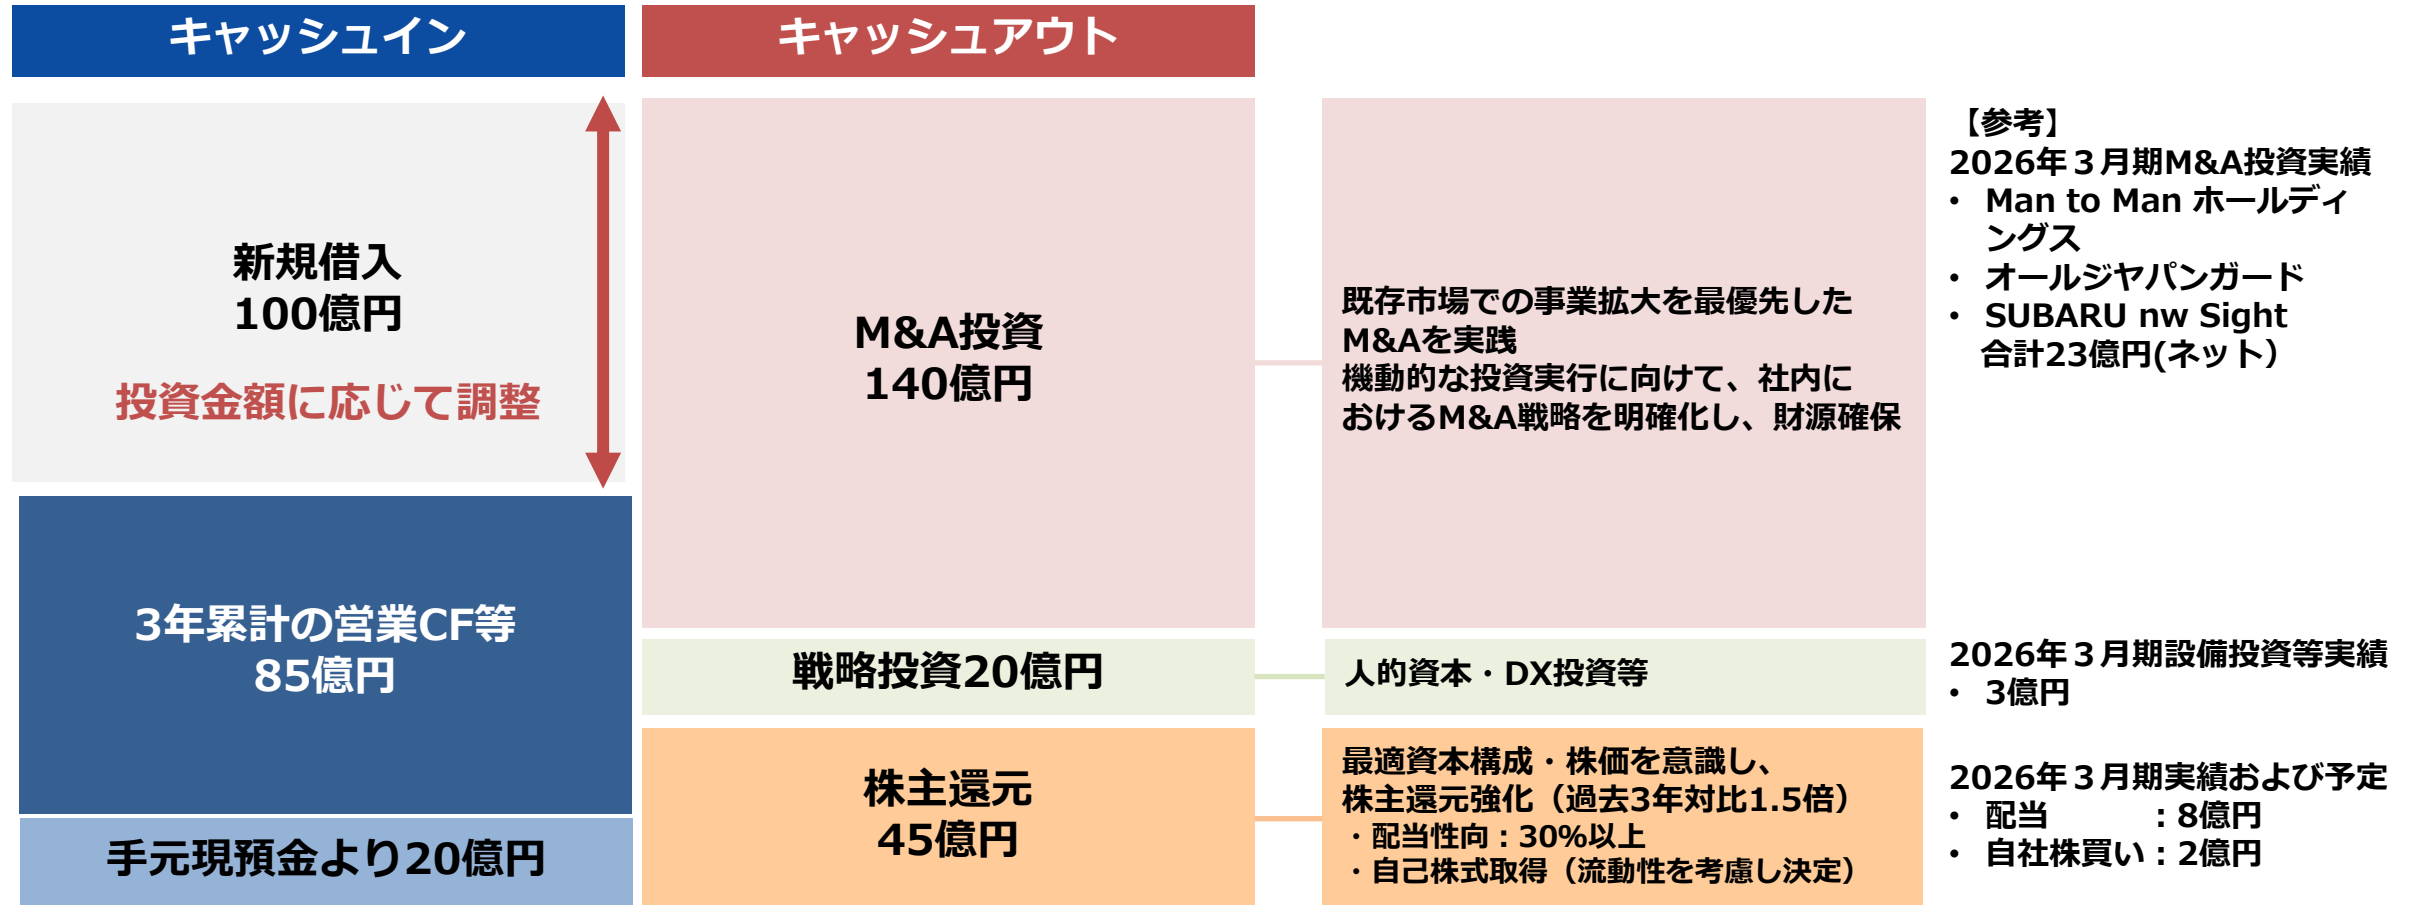 キャッシュイン
キャッシュアウト
新規借入
100億円
投資金額に応じて調整
3年累計の営業CF等
85億円
手元現預金より20億円
M&A投資
140億円
戦略投資20億円
株主還元
45億円
既存市場での事業拡大を最優先した
M&Aを実践
機動的な投資実行に向けて、社内に
おけるM&A戦略を明確化し、財源確保
人的資本・DX投資等
最適資本構成・株価を意識し、
株主還元強化（過去3年対比1.5倍）
・配当性向：30%以上
・自己株式取得（流動性を考慮し決定）
【参考】
2026年３月期M&A投資実績
• Man to Man ホールディ
ングス
• オールジヤパンガード
• SUBARU nw Sight
合計23億円(ネット）
2026年３月期設備投資等実績
• 3億円
2026年３月期実績および予定
• 配当　　　：8億円
• 自社株買い：2億円